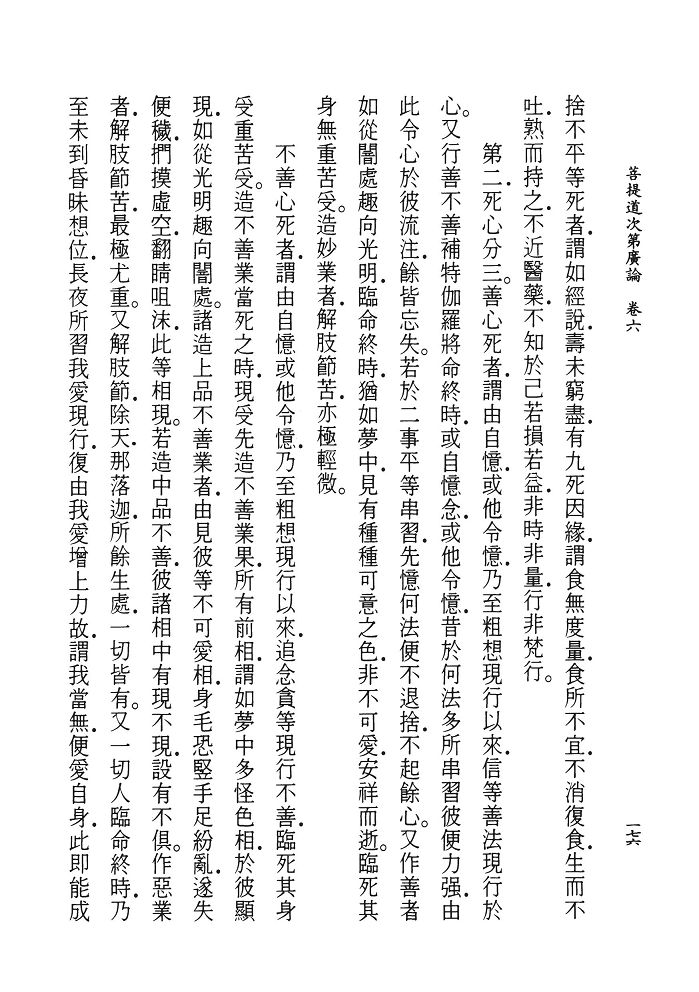 菩提道次第廣論　卷六
一七六
捨不平等死者．謂如經說．壽未窮盡．有九死因緣．謂食無度量．食所不宜．不消復食．生而不
吐．熟而持之．不近醫藥．不知於己若損若益．非時非量．行非梵行。
第二．死心分三。善心死者．謂由自憶．或他令憶．乃至粗想現行以來．信等善法現行於
心。又行善不善補特伽羅將命終時．或自憶念．或他令憶．昔於何法多所串習．彼便力强．由
此令心於彼流注．餘皆忘失。若於二事平等串習．先憶何法便不退捨．不起餘心。又作善者
如從闇處趣向光明．臨命終時．猶如夢中．見有種種可意之色．非不可愛．安祥而逝。臨死其
身無重苦受。造妙業者．解肢節苦．亦極輕微。
不善心死者．謂由自憶或他令憶．乃至粗想現行以來．追念貪等現行不善．臨死其身
受重苦受。造不善業當死之時．現受先造不善業果．所有前相．謂如夢中多怪色相．於彼顯
現．如從光明趣向闇處。諸造上品不善業者．由見彼等不可愛相．身毛恐竪手足紛亂．遂失
便穢．捫摸虛空．翻睛咀沫．此等相現。若造中品不善．彼諸相中有現不現．設有不俱。作惡業
者．解肢節苦．最極尤重。又解肢節．除天．那落迦．所餘生處．一切皆有。又一切人臨命終時．乃
至未到昏昧想位．長夜所習我愛現行．復由我愛增上力故．謂我當無．便愛自身．此即能成